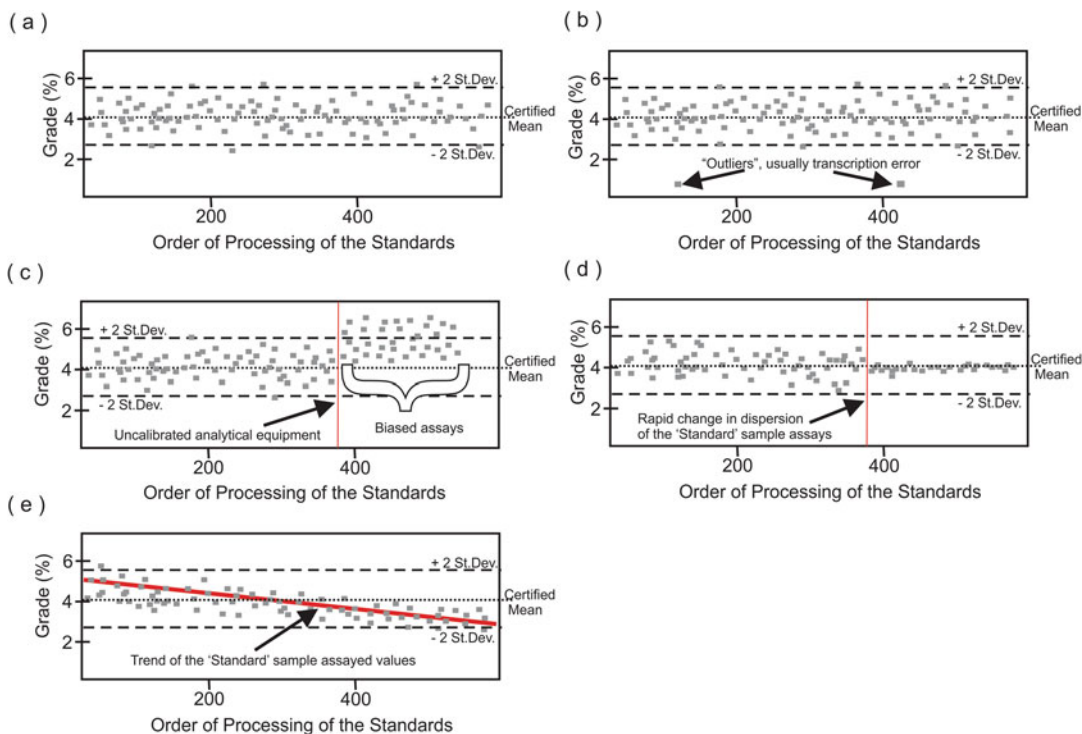 ( a )
Grade (%)
6
4
2
+ 2 St.Dev.
Certified
Mean
- 2 St.Dev.
200
400
Order of Processing of the Standards
( b )
Grade (%)
6
4
2
+ 2 St.Dev.
Certified
Mean
- 2 St.Dev.
“Outliers”, usually transcription error
200
400
Order of Processing of the Standards
( c )
Grade (%)
6
4
2
+ 2 St.Dev.
Certified
Mean
- 2 St.Dev.
Uncalibrated analytical equipment
Biased assays
200
400
Order of Processing of the Standards
( d )
Grade (%)
6
4
2
+ 2 St.Dev.
Certified
Mean
- 2 St.Dev.
Rapid change in dispersion
of the ‘Standard’ sample assays
200
400
Order of Processing of the Standards
( e )
Grade (%)
6
4
2
+ 2 St.Dev.
Certified
Mean
- 2 St.Dev.
Trend of the ‘Standard’ sample assayed values
200
400
Order of Processing of the Standards